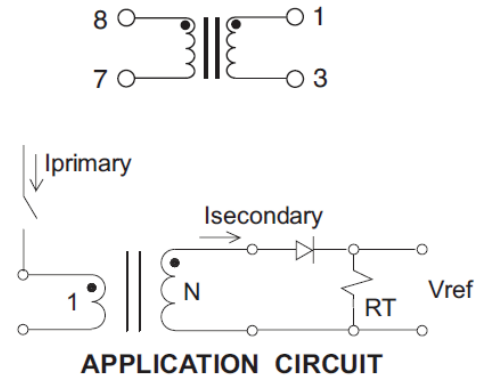 8 1
7 3
Iprimary
Isecondary
1 N RT Vref
APPLICATION CIRCUIT